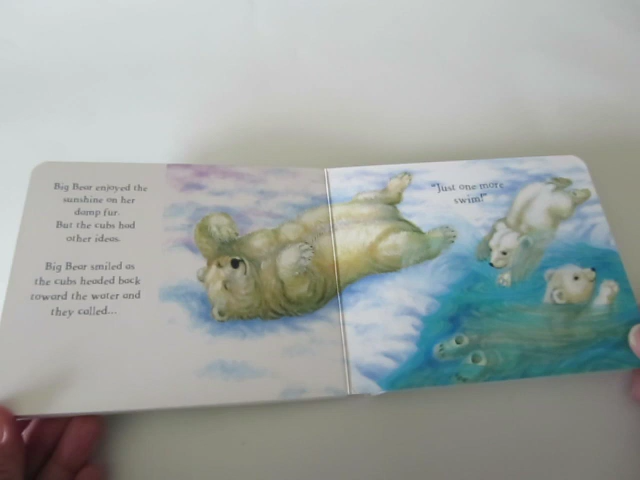 Big Bear enjoyed the
sunshine on her
damp fur.
But the cubs had
other ideas.
Big Bear smiled as
the cubs headed back
toward the water and
they called...
"Just one more
swim!"